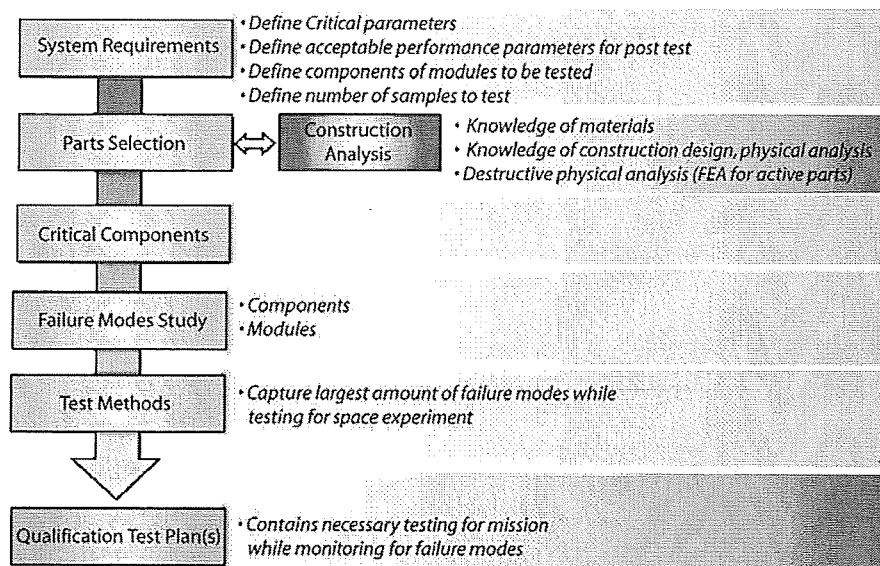 System Requirements
• Define Critical parameters
• Define acceptable performance parameters for post test
• Define components of modules to be tested
• Define number of samples to test
Parts Selection
Construction
Analysis
• Knowledge of materials
• Knowledge of construction design, physical analysis
• Destructive physical analysis (FEA for active parts)
Critical Components
Failure Modes Study
• Components
• Modules
Test Methods
• Capture largest amount of failure modes while
testing for space experiment
Qualification Test Plan(s)
• Contains necessary testing for mission
while monitoring for failure modes